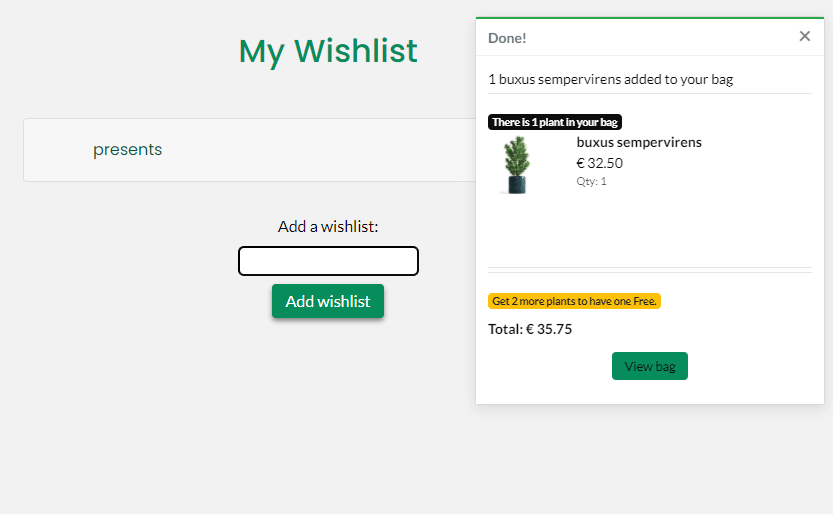 My Wishlist
presents
Add a wishlist:
Add wishlist
Done!
×
1 buxus sempervirens added to your bag
There is 1 plant in your bag
buxus sempervirens
€ 32.50
Qty: 1
Get 2 more plants to have one Free.
Total: € 35.75
View bag